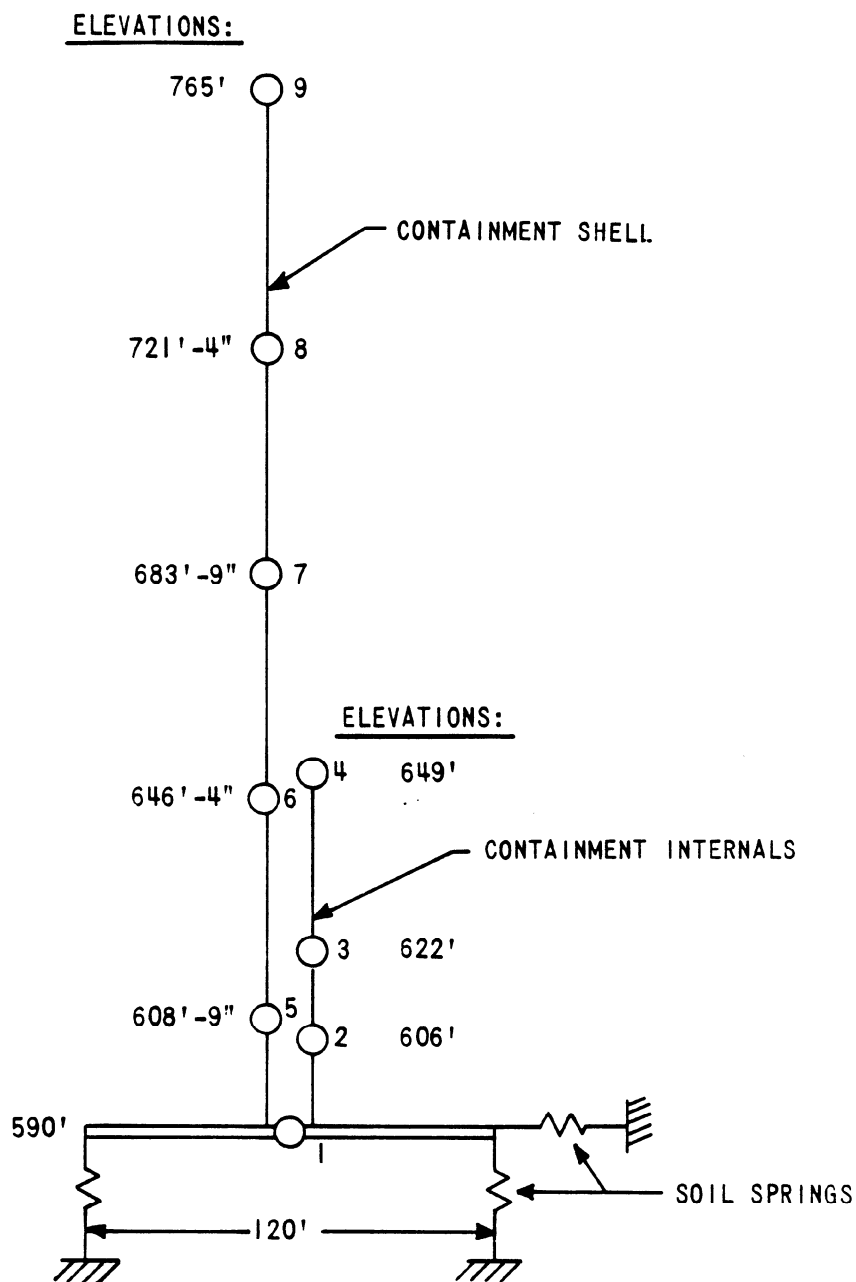 ELEVATIONS:
765' 9
CONTAINMENT SHELL
721'-4" 8
683'-9" 7
ELEVATIONS:
646'-4" 6 4 649'
CONTAINMENT INTERNALS
3 622'
608'-9" 5
2 606'
590'
1
SOIL SPRINGS
120'